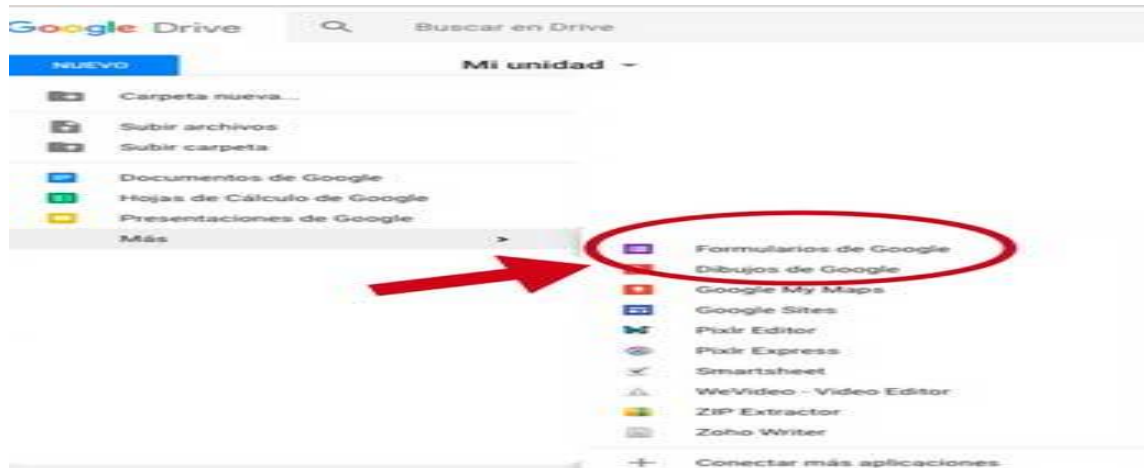 Google Drive
Buscar en Drive
NUEVO
Mi unidad
Carpeta nueva...
Subir archivos
Subir carpeta
Documentos de Google
Hojas de Cálculo de Google
Presentaciones de Google
Más
Formularios de Google
Dibujos de Google
Google My Maps
Google Sites
Pixlr Editor
Pixlr Express
Smartsheet
WeVideo - Video Editor
ZIP Extractor
Zoho Writer
Conectar más aplicaciones